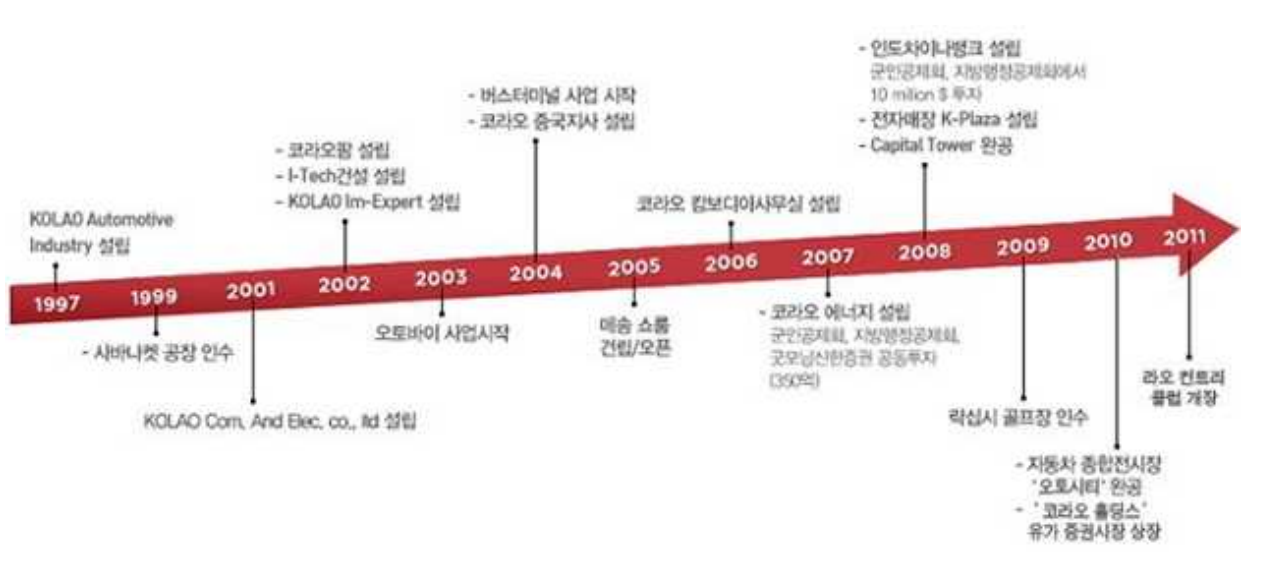 - 인도차이나뱅크 설립
군인공제회, 지방행정공제회에서
10 milion $ 투자
- 전자매장 K-Plaza 설립
- Capital Tower 완공
- 버스터미널 사업 시작
- 코라오 중국지사 설립
- 코라오팜 설립
- I-Tech건설 설립
- KOLAO Im-Expert 설립
코라오 캄보디아사무실 설립
KOLAO Automotive
Industry 설립
1997
1999
2001
2002
2003
2004
2005
2006
2007
2008
2009
2010
2011
- 사바나켓 공장 인수
KOLAO Com, And Elec, co., ltd 설립
오토바이 사업시작
쇼룸
건립/오픈
- 코라오 에너지 설립
군인공제회, 지방행정공제회,
굿모닝신한증권 공동투자
(350억)
락십시 골프장 인수
- 자동차 종합전시장
'오토시티' 완공
- '코라오 홀딩스'
유가 증권시장 상장
라오 컨트리
클럽 개장